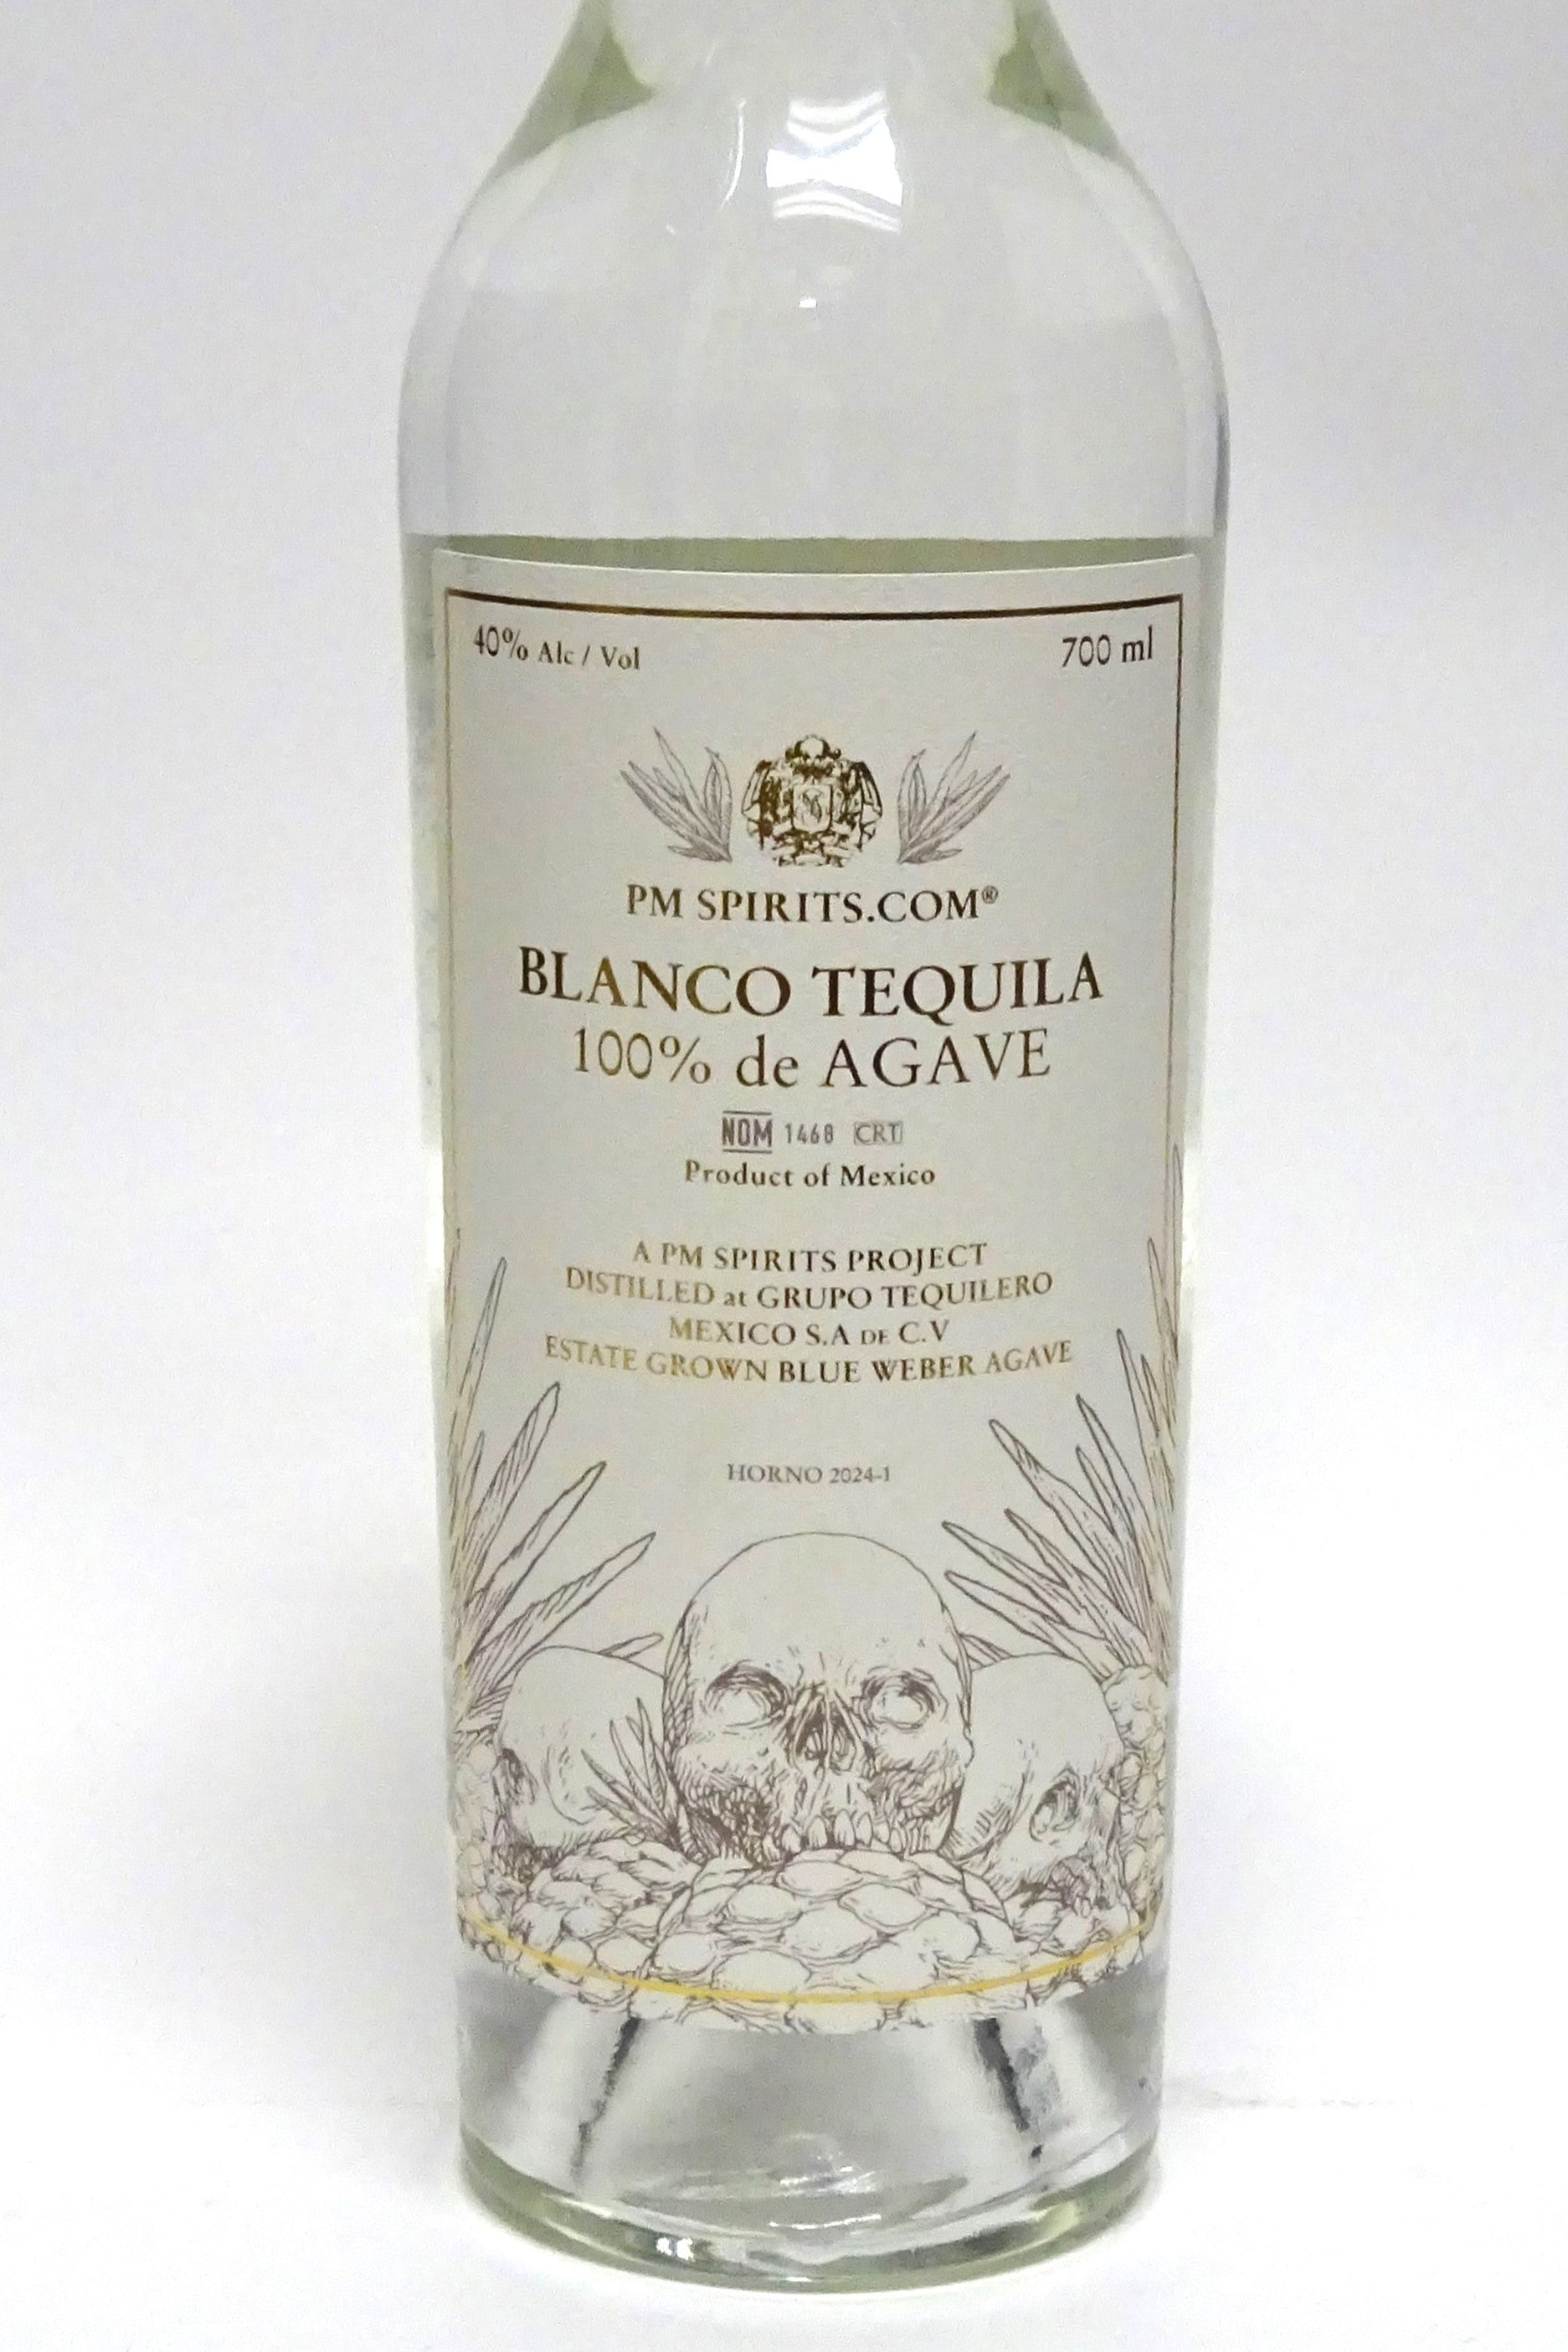 40% Alc / Vol
700 ml
PM SPIRITS.COM®
BLANCO TEQUILA
100% de AGAVE
NOM 1468 CRT
Product of Mexico
A PM SPIRITS PROJECT
DISTILLED at GRUPO TEQUILERO
MEXICO S.A DE C.V
ESTATE GROWN BLUE WEBER AGAVE
HORNO 2024-1